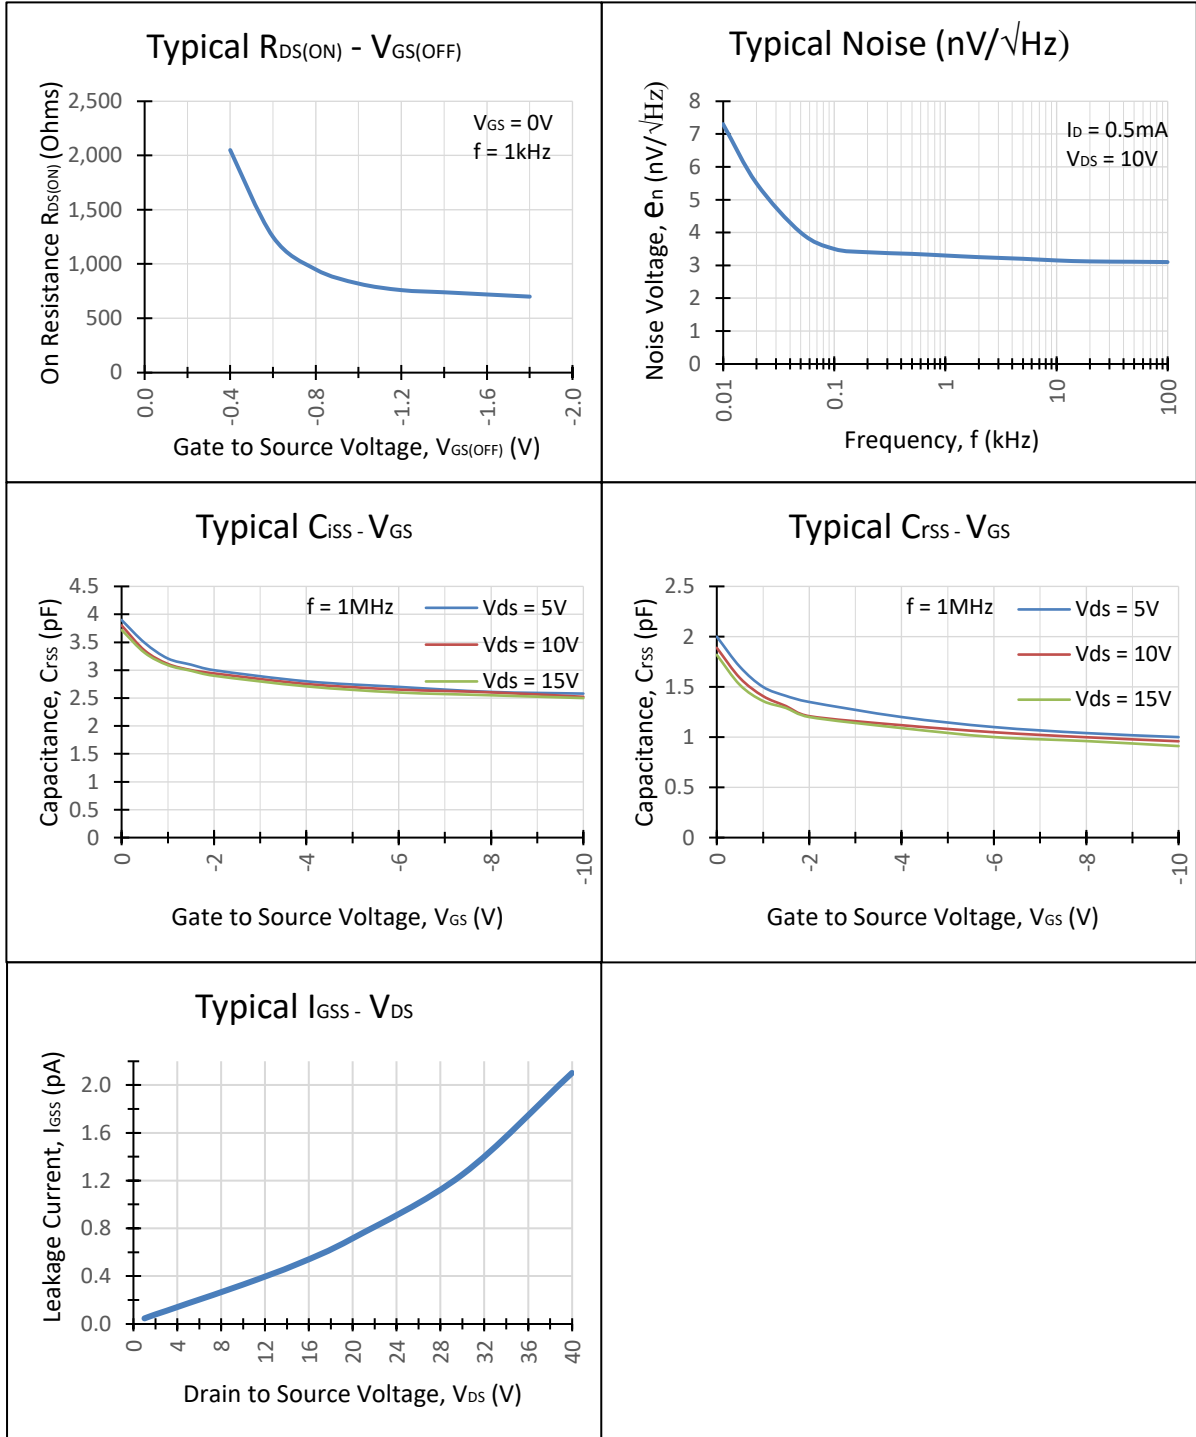 Typical RDS(ON) - VGS(OFF)
On Resistance RDS(ON) (Ohms)
2,500
2,000
1,500
1,000
500
0
VGS = 0V
f = 1kHz
0.0
-0.4
-0.8
-1.2
-1.6
-2.0
Gate to Source Voltage, VGS(OFF) (V)
Typical Noise (nV/√Hz)
Noise Voltage, en (nV/√Hz)
8
7
6
5
4
3
2
1
0
ID = 0.5mA
VDS = 10V
0.01
0.1
1
10
100
Frequency, f (kHz)
Typical CiSS - VGS
Capacitance, Crss (pF)
4.5
4
3.5
3
2.5
2
1.5
1
0.5
0
f = 1MHz
Vds = 5V
Vds = 10V
Vds = 15V
0
-2
-4
-6
-8
-10
Gate to Source Voltage, VGS (V)
Typical CrSS - VGS
Capacitance, Crss (pF)
2.5
2
1.5
1
0.5
0
f = 1MHz
Vds = 5V
Vds = 10V
Vds = 15V
0
-2
-4
-6
-8
-10
Gate to Source Voltage, VGS (V)
Typical IGSS - VDS
Leakage Current, IGSS (pA)
2.0
1.6
1.2
0.8
0.4
0.0
0
4
8
12
16
20
24
28
32
36
40
Drain to Source Voltage, VDS (V)